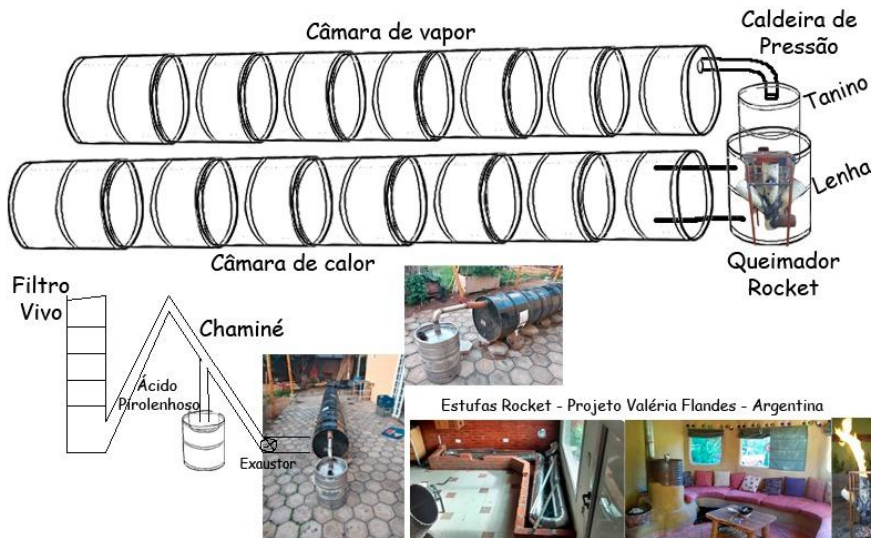 Câmara de vapor
Caldeira de
Pressão
Tanino
Lenha
Câmara de calor
Queimador
Rocket
Filtro
Vivo
Chaminé
Ácido
Pirolenhoso
Exaustor
Estufas Rocket - Projeto Valéria Flandes - Argentina